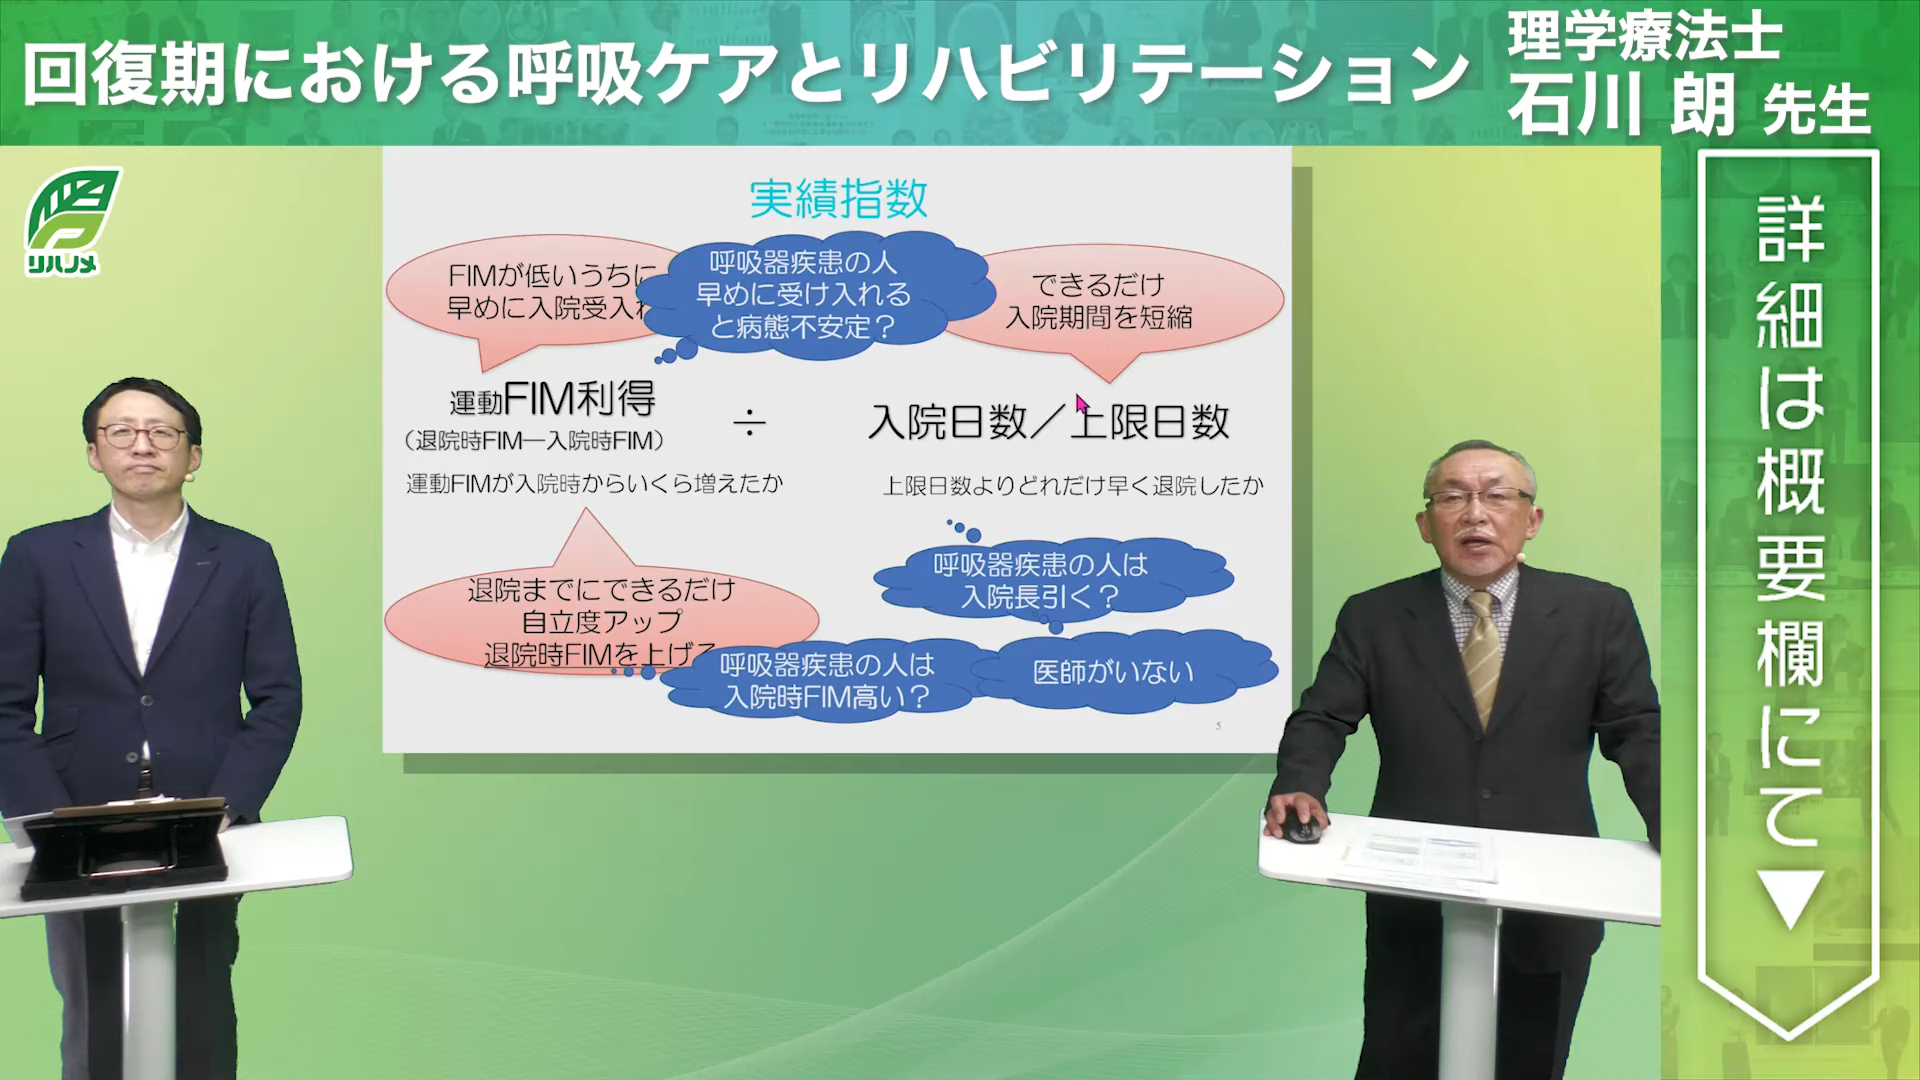 回復期における呼吸ケアとリハビリテーション
理学療法士
石川 朗 先生
リハノメ
実績指数
FIMが低いうちに
早めに入院受入
呼吸器疾患の人
早めに受け入れる
と病態不安定？
できるだけ
入院期間を短縮
運動FIM利得
（退院時FIM―入院時FIM）
÷
入院日数／上限日数
運動FIMが入院時からいくら増えたか
上限日数よりどれだけ早く退院したか
退院までにできるだけ
自立度アップ
退院時FIMを上げる
呼吸器疾患の人は
入院長引く？
呼吸器疾患の人は
入院時FIM高い？
医師がいない
5
詳細は概要欄にて▼